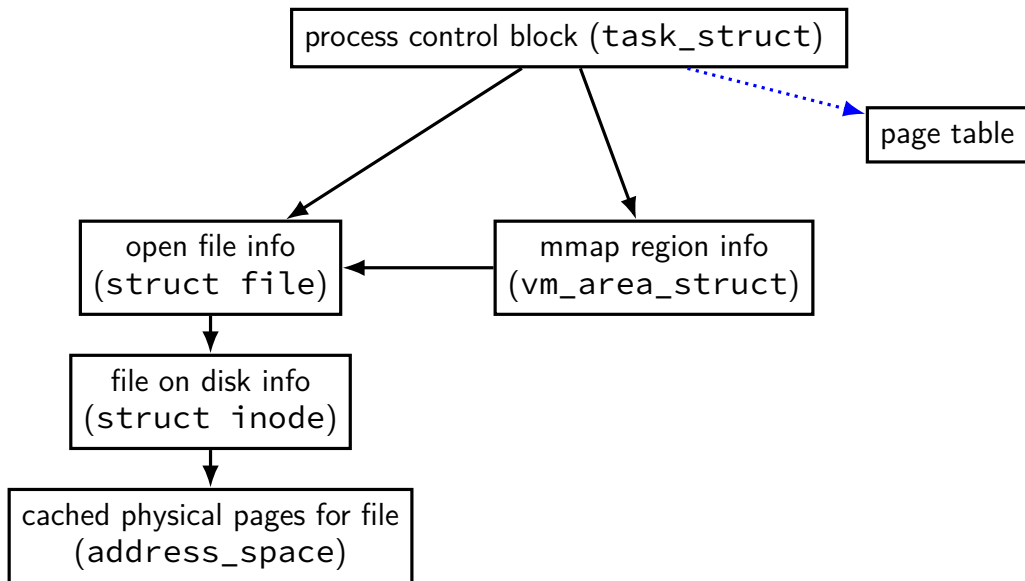 process control block (task_struct)
page table
open file info
(struct file)
mmap region info
(vm_area_struct)
file on disk info
(struct inode)
cached physical pages for file
(address_space)